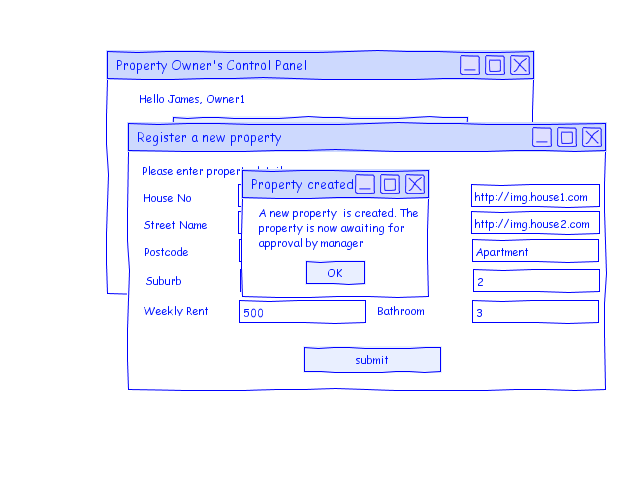 Property Owner's Control Panel
Hello James, Owner1
Register a new property
Please enter
Property created
House No
http://img.house1.com
A new property is created. The
property is now awaiting for
approval by manager
Street Name
http://img.house2.com
Postcode
Apartment
OK
Suburb
2
Weekly Rent
500
Bathroom
3
submit